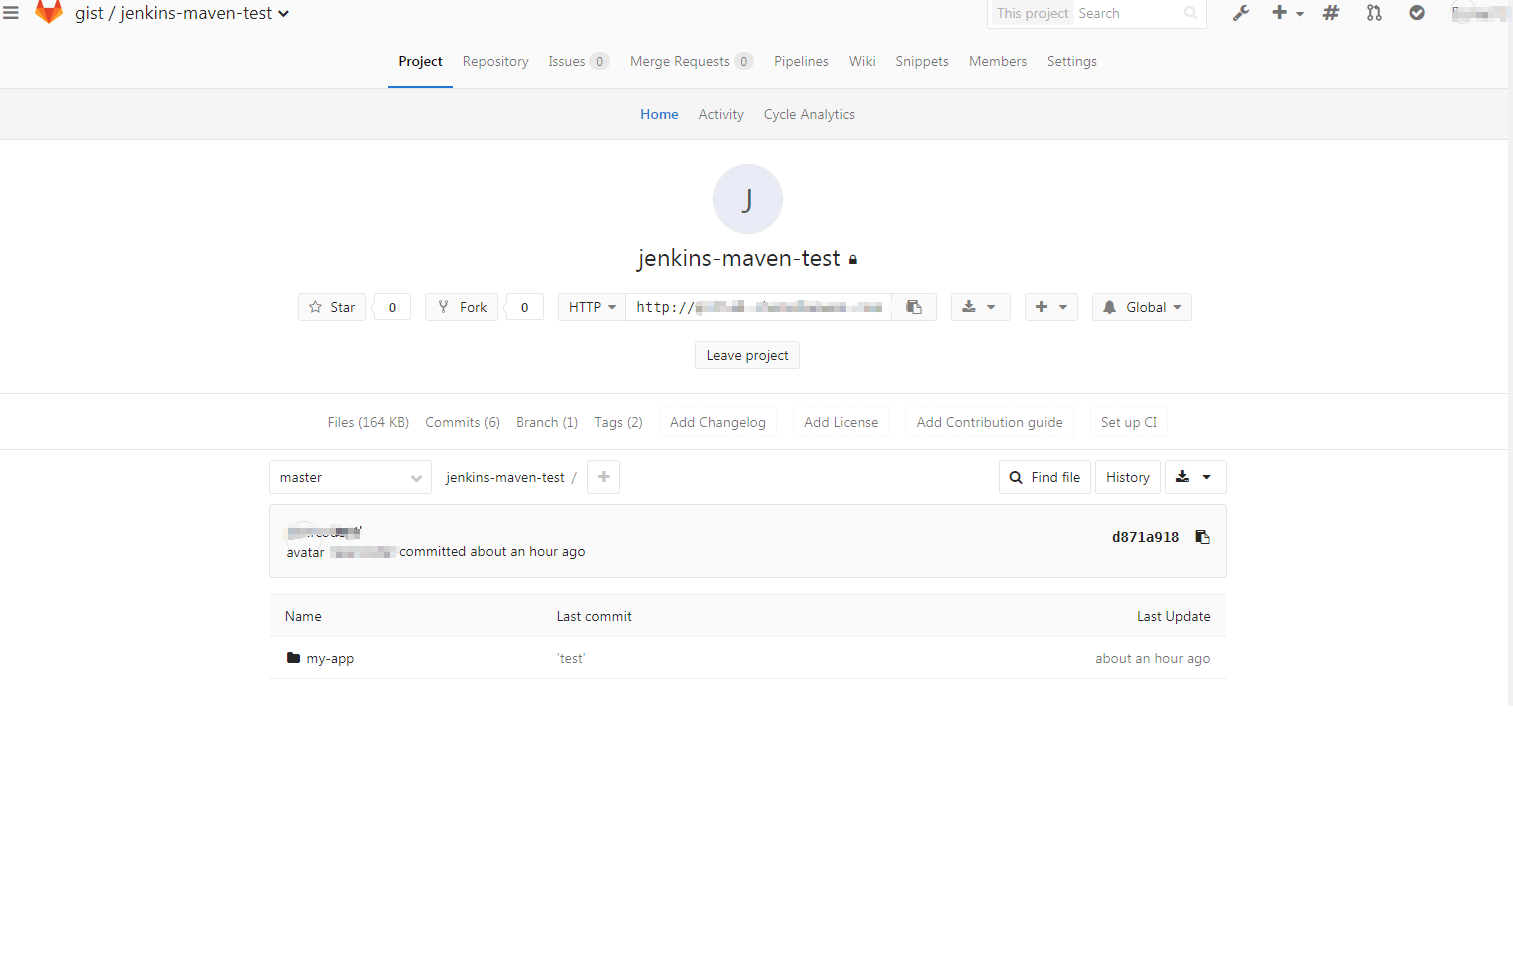 gist / jenkins-maven-test
This project Search
Project Repository Issues 0 Merge Requests 0 Pipelines Wiki Snippets Members Settings
Home Activity Cycle Analytics
J
jenkins-maven-test
Star 0 Fork 0 HTTP http:// Global
Leave project
Files (164 KB) Commits (6) Branch (1) Tags (2) Add Changelog Add License Add Contribution guide Set up CI
master jenkins-maven-test / Find file History
d871a918
avatar committed about an hour ago
Name Last commit Last Update
my-app 'test' about an hour ago